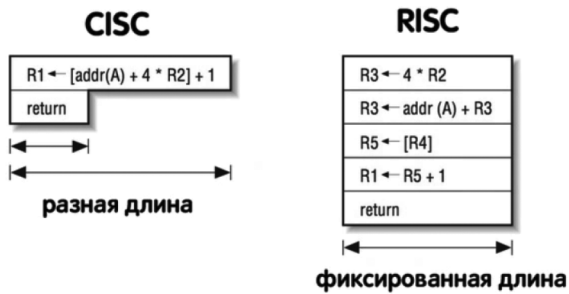 CISC
R1 ← [addr(A) + 4 * R2] + 1
return
разная длина
RISC
R3 ← 4 * R2
R3 ← addr (A) + R3
R5 ← [R4]
R1 ← R5 + 1
return
фиксированная длина